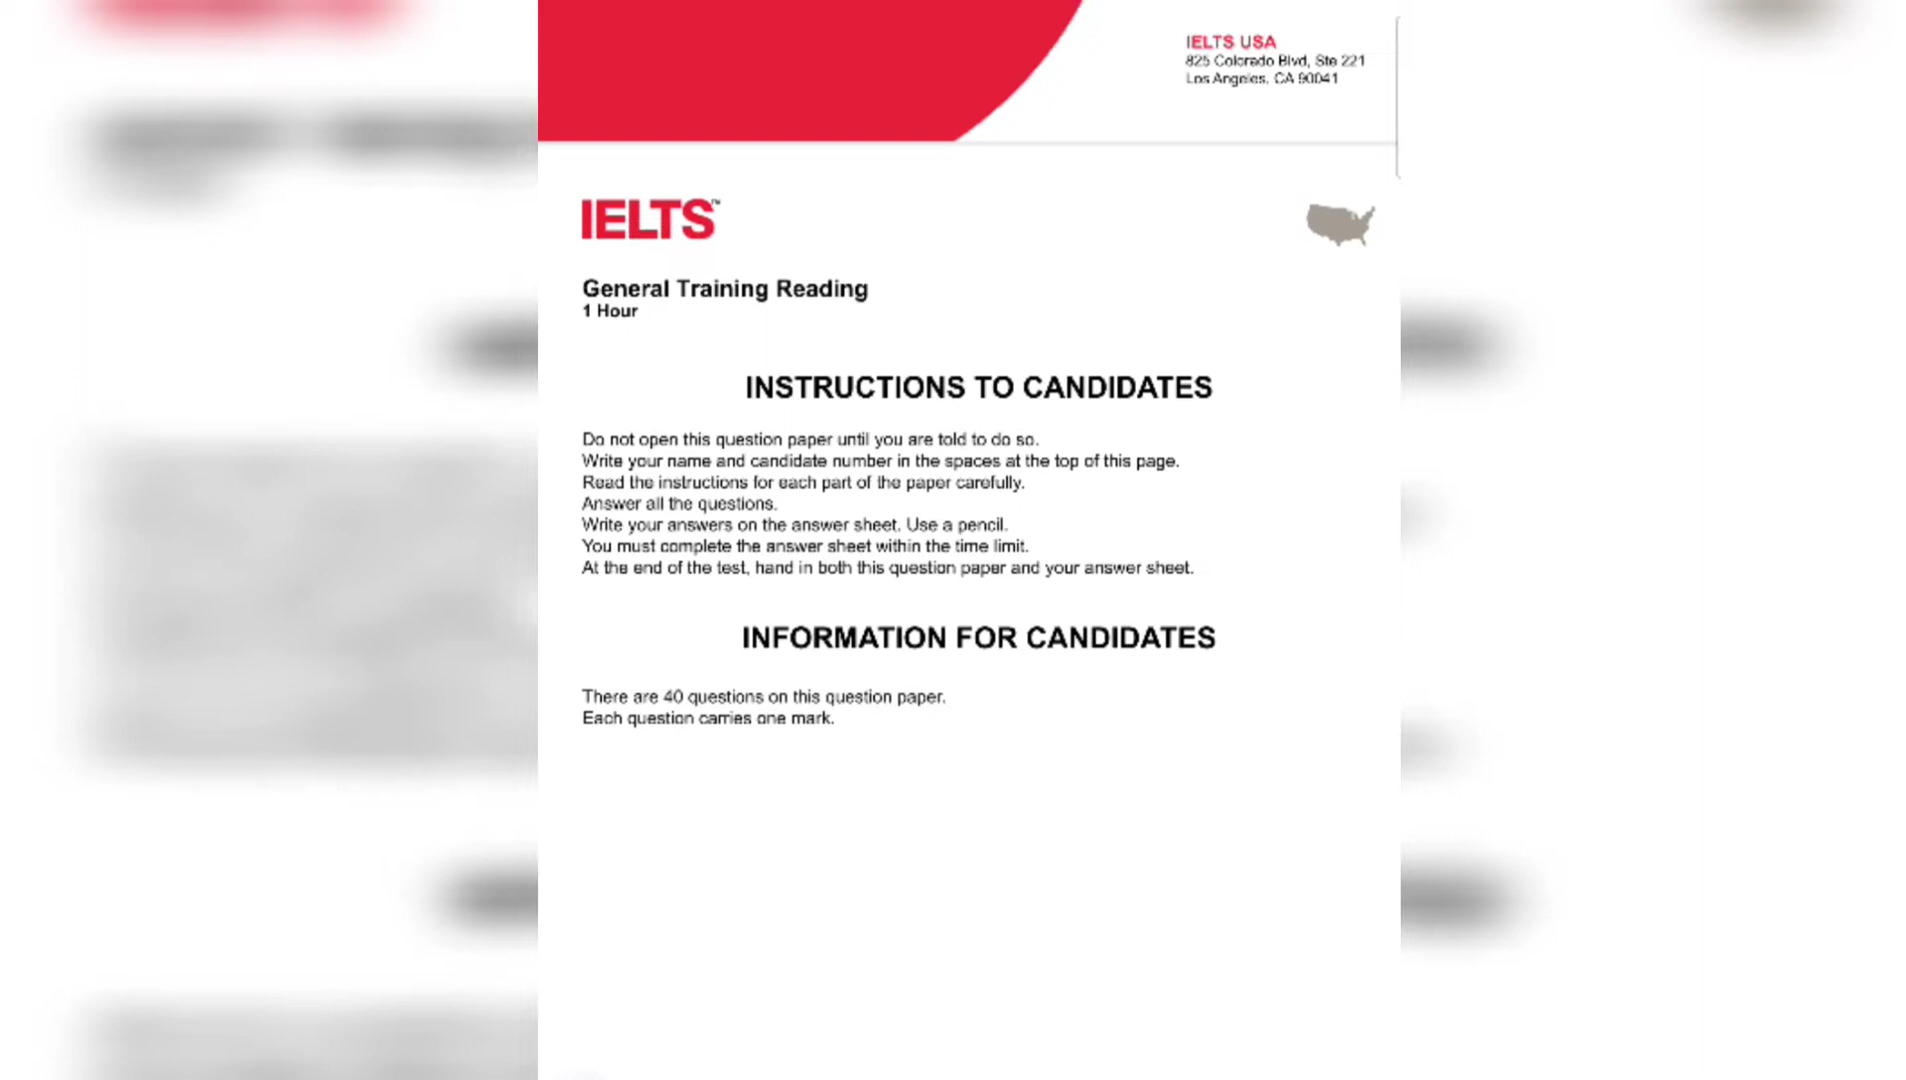 IELTS USA
825 Colorado Blvd, Ste 221
Los Angeles, CA 90041
IELTS™
General Training Reading
1 Hour
INSTRUCTIONS TO CANDIDATES
Do not open this question paper until you are told to do so.
Write your name and candidate number in the spaces at the top of this page.
Read the instructions for each part of the paper carefully.
Answer all the questions.
Write your answers on the answer sheet. Use a pencil.
You must complete the answer sheet within the time limit.
At the end of the test, hand in both this question paper and your answer sheet.
INFORMATION FOR CANDIDATES
There are 40 questions on this question paper.
Each question carries one mark.